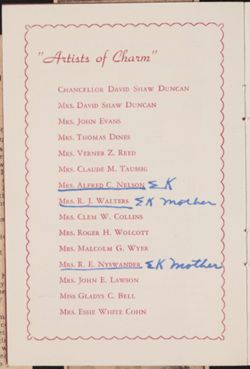 "Artists of Charm"
Chancellor David Shaw Duncan
Mrs. David Shaw Duncan
Mrs. John Evans
Mrs. Thomas Dines
Mrs. Verner Z. Reed
Mrs. Claude M. Taussig
Mrs. Alfred C. Nelson ΣK
Mrs. R. J. Walters ΣK Mother
Mrs. Clem W. Collins
Mrs. Roger H. Wolcott
Mrs. Malcolm G. Wyer
Mrs. R. E. Nyswander ΣK Mother
Mrs. John E. Lawson
Miss Gladys C. Bell
Mrs. Essie White Cohn